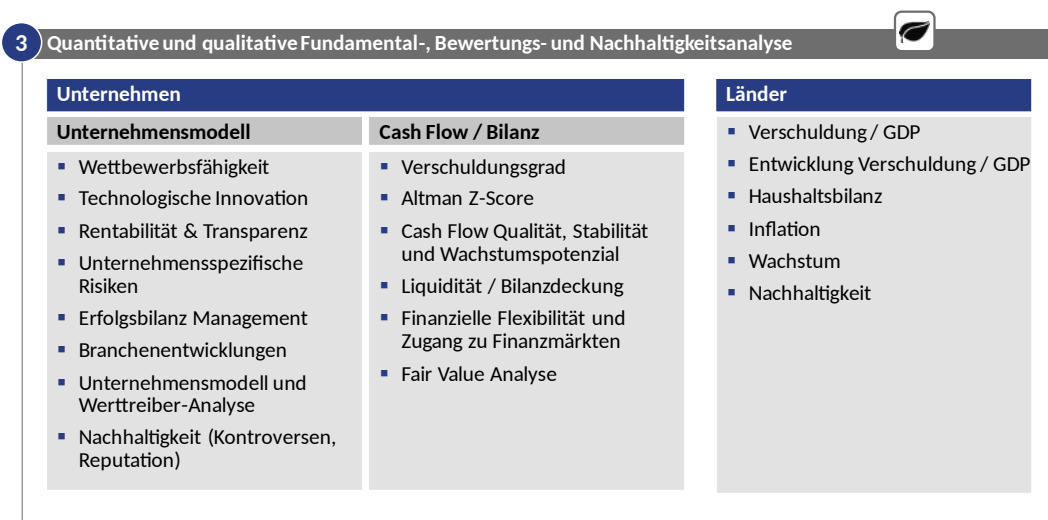 3 Quantitative und qualitative Fundamental-, Bewertungs- und Nachhaltigkeitsanalyse
Unternehmen
Unternehmensmodell
▪ Wettbewerbsfähigkeit
▪ Technologische Innovation
▪ Rentabilität & Transparenz
▪ Unternehmensspezifische
Risiken
▪ Erfolgsbilanz Management
▪ Branchenentwicklungen
▪ Unternehmensmodell und
Werttreiber-Analyse
▪ Nachhaltigkeit (Kontroversen,
Reputation)
Cash Flow / Bilanz
▪ Verschuldungsgrad
▪ Altman Z-Score
▪ Cash Flow Qualität, Stabilität
und Wachstumspotenzial
▪ Liquidität / Bilanzdeckung
▪ Finanzielle Flexibilität und
Zugang zu Finanzmärkten
▪ Fair Value Analyse
Länder
▪ Verschuldung / GDP
▪ Entwicklung Verschuldung / GDP
▪ Haushaltsbilanz
▪ Inflation
▪ Wachstum
▪ Nachhaltigkeit